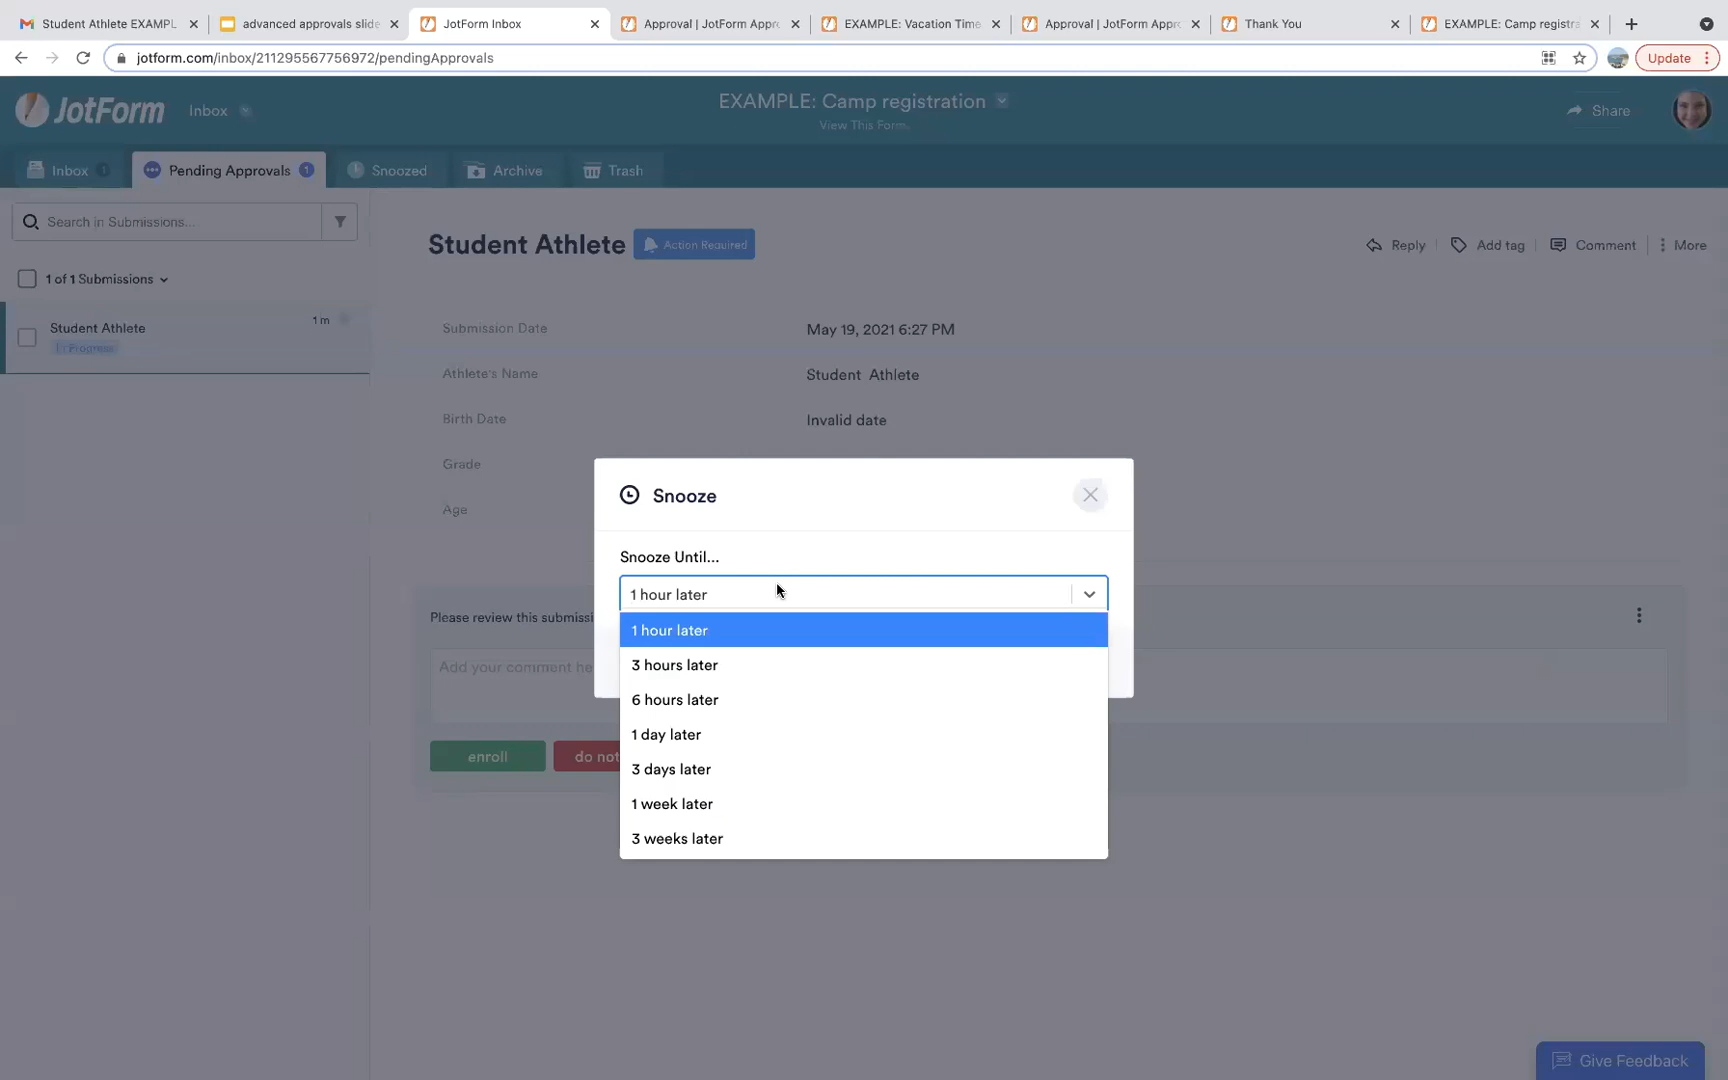 Student Athlete EXAMPL
advanced approvals slide
JotForm Inbox
Approval | JotForm Appro
EXAMPLE: Vacation Time
Approval | JotForm Appro
Thank You
EXAMPLE: Camp registra
jotform.com/inbox/211295567756972/pendingApprovals
Update
JotForm
Inbox
EXAMPLE: Camp registration
View This Form
Share
Inbox 1
Pending Approvals 1
Snoozed
Archive
Trash
Search in Submissions...
1 of 1 Submissions
Student Athlete
1 m
In Progress
Student Athlete
Action Required
Reply
Add tag
Comment
More
Submission Date
May 19, 2021 6:27 PM
Athlete's Name
Student Athlete
Birth Date
Invalid date
Grade
Age
Snooze
Snooze Until...
1 hour later
1 hour later
3 hours later
6 hours later
1 day later
3 days later
1 week later
3 weeks later
Please review this submissi
Add your comment he
enroll
do not
Give Feedback